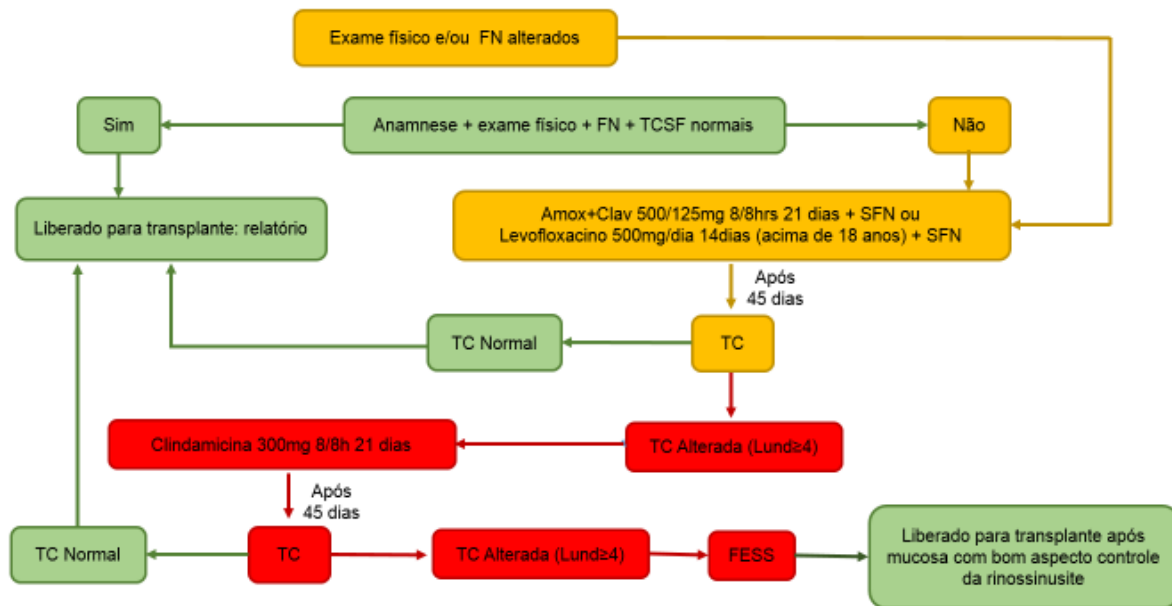 Exame físico e/ou FN alterados
Sim
Anamnese + exame físico + FN + TCSF normais
Não
Liberado para transplante: relatório
Amox+Clav 500/125mg 8/8hrs 21 dias + SFN ou
Levofloxacino 500mg/dia 14dias (acima de 18 anos) + SFN
Após
45 dias
TC Normal
TC
Clindamicina 300mg 8/8h 21 dias
TC Alterada (Lund≥4)
Após
45 dias
TC Normal
TC
TC Alterada (Lund≥4)
FESS
Liberado para transplante após
mucosa com bom aspecto controle
da rinossinusite